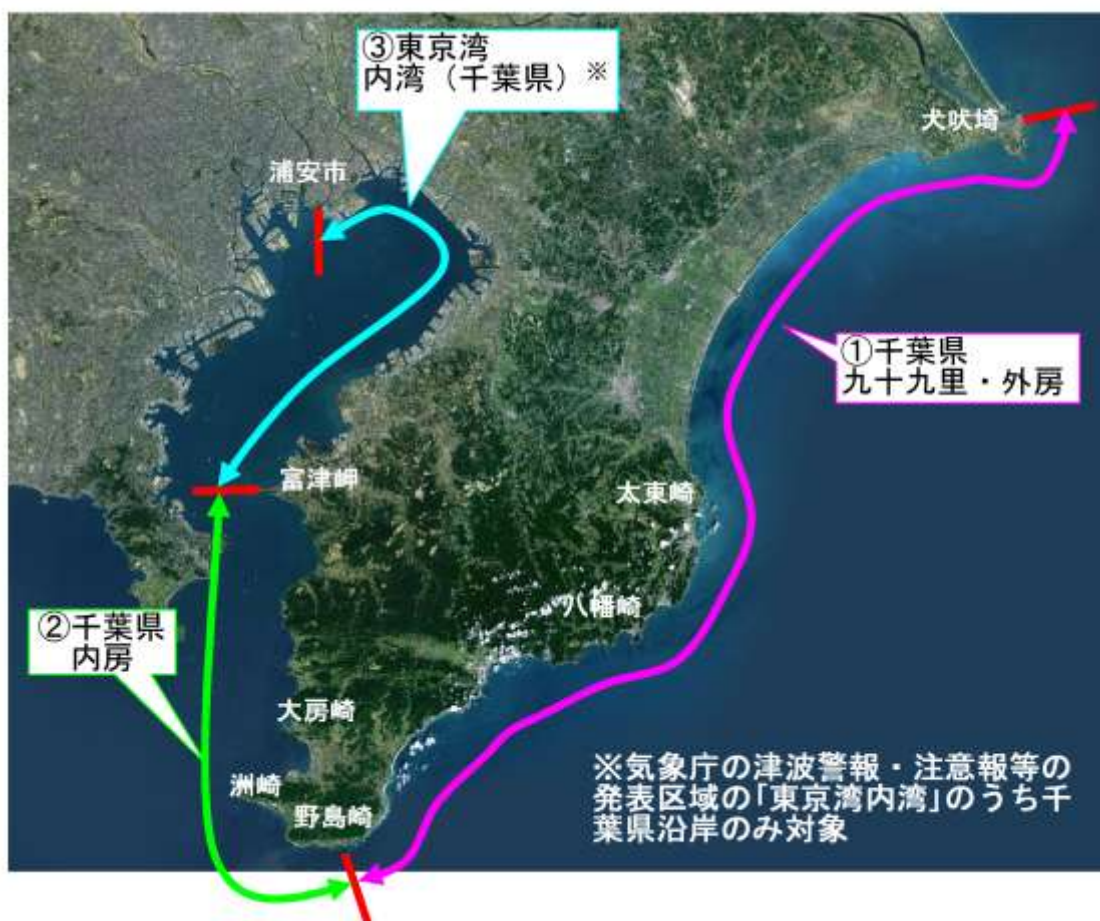 ③東京湾
内湾（千葉県）※
犬吠埼
浦安市
①千葉県
九十九里・外房
富津岬
太東崎
八幡崎
②千葉県
内房
大房崎
洲崎
野島崎
※気象庁の津波警報・注意報等の
発表区域の「東京湾内湾」のうち千
葉県沿岸のみ対象